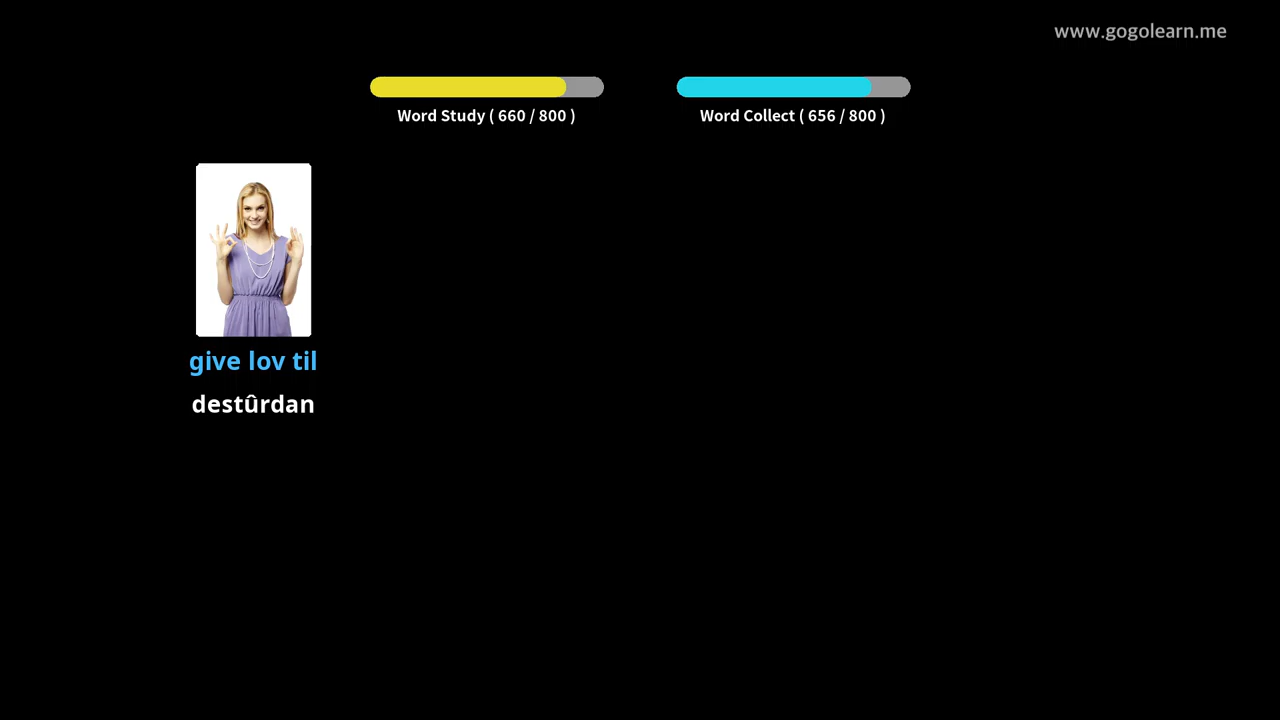 www.gogolearn.me
Word Study ( 660 / 800 )
Word Collect ( 656 / 800 )
give lov til
destûrdan